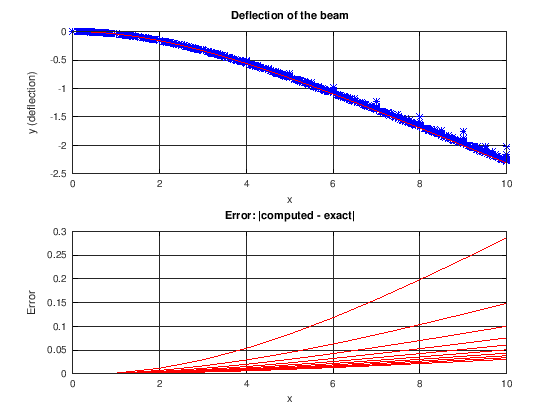 Deflection of the beam
0
-0.5
-1
-1.5
-2
-2.5
y (deflection)
0 2 4 6 8 10
x
Error: |computed - exact|
0.3
0.25
0.2
0.15
0.1
0.05
0
Error
0 2 4 6 8 10
x